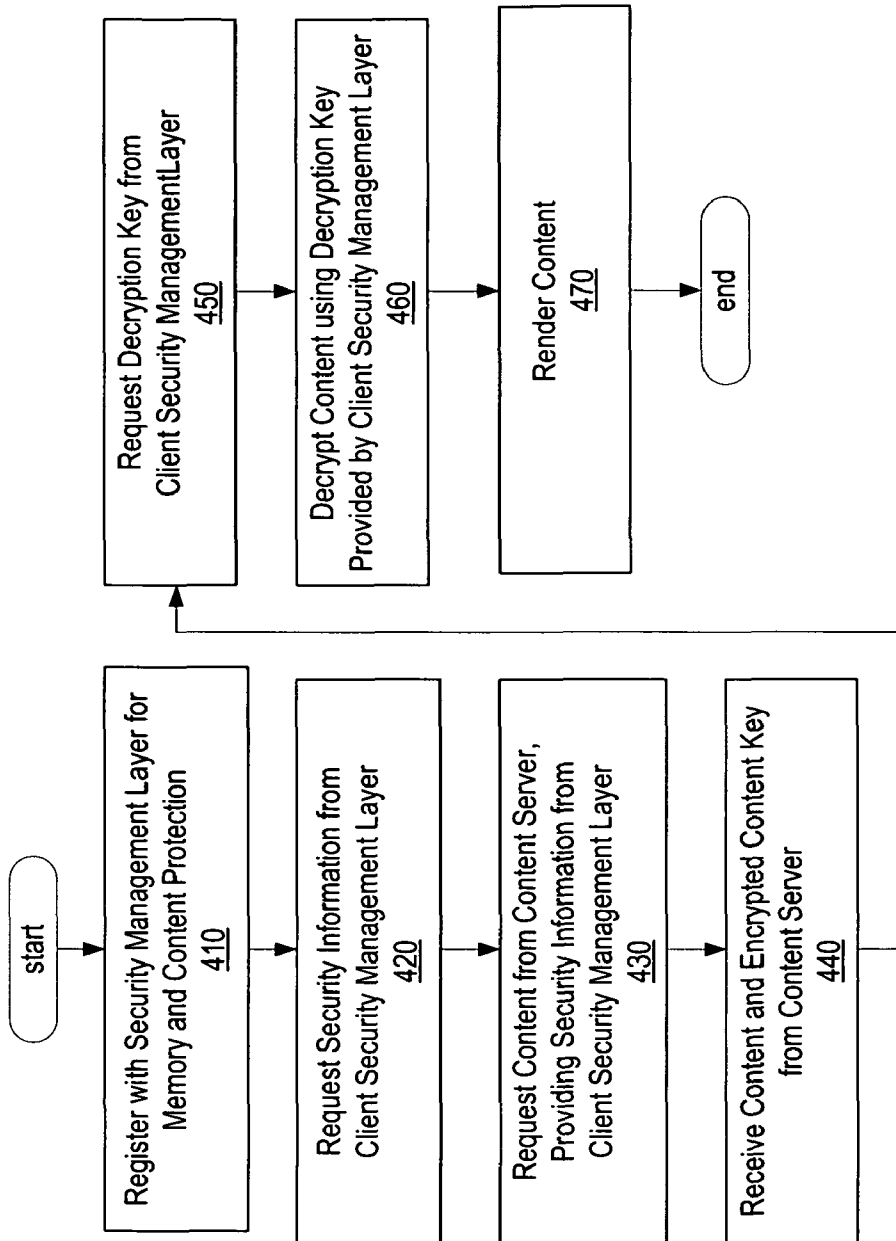 start
Register with Security Management Layer for
Memory and Content Protection
410
Request Security Information from
Client Security Management Layer
420
Request Content from Content Server,
Providing Security Information from
Client Security Management Layer
430
Receive Content and Encrypted Content Key
from Content Server
440
Request Decryption Key from
Client Security ManagementLayer
450
Decrypt Content using Decryption Key
Provided by Client Security Management Layer
460
Render Content
470
end